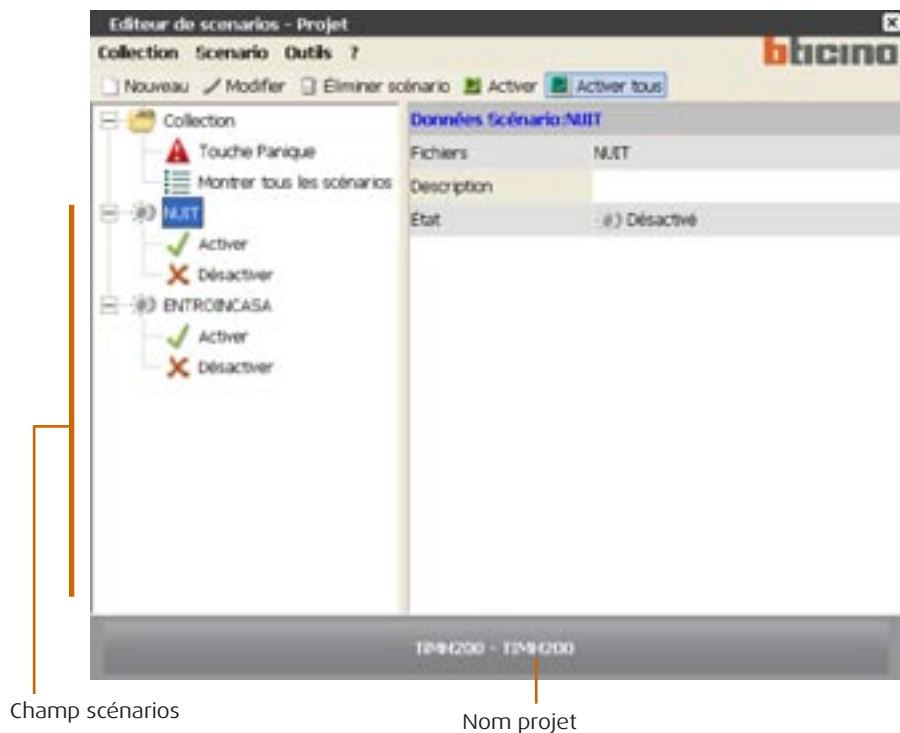 Editeur de scenarios - Projet
Collection Scenario Outils ?
bticino
Nouveau Modifier Éliminer scénario Activer Activer tous
Collection
Touche Panique
Montrer tous les scénarios
NUIT
Activer
Désactiver
ENTROINCASA
Activer
Désactiver
Données Scénario:NUIT
Fichiers NUIT
Description
État Désactivé
TIMH200 - TIMH200
Champ scénarios
Nom projet